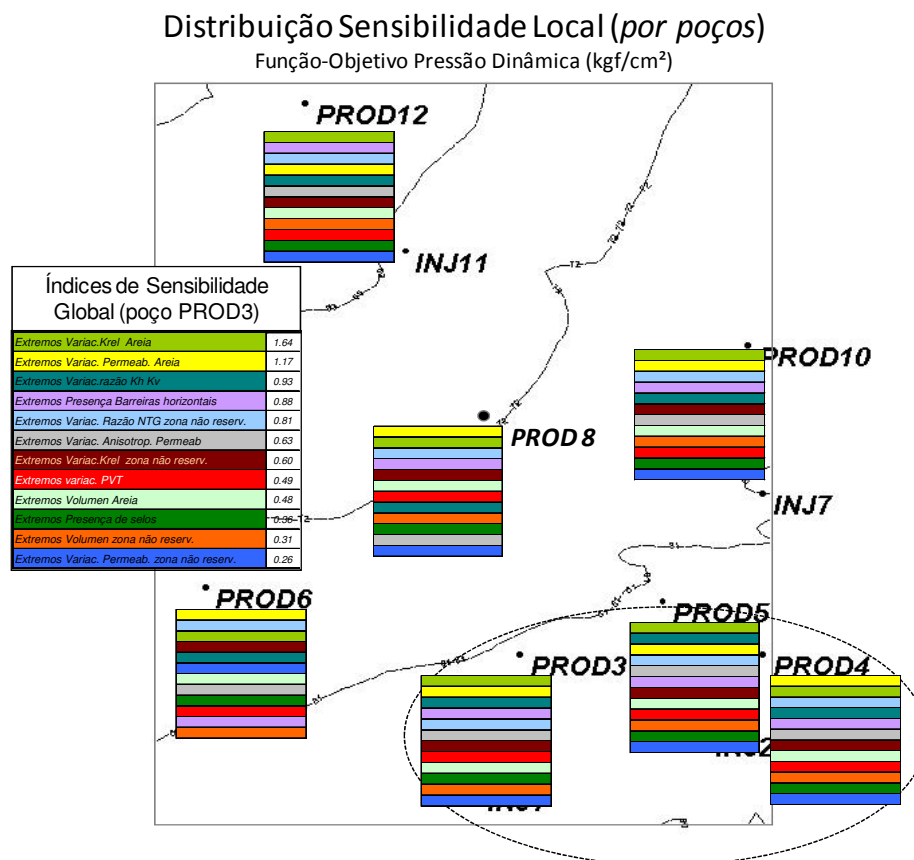 Distribuição Sensibilidade Local (por poços)
Função-Objetivo Pressão Dinâmica (kgf/cm²)
PROD12
INJ11
Índices de Sensibilidade
Global (poço PROD3)
Extremos Variac.Krel Areia 1.64
Extremos Variac. Permeab. Areia 1.17
Extremos Variac.razão Kh Kv 0.93
Extremos Presença Barreiras horizontais 0.88
Extremos Variac. Razão NTG zona não reserv. 0.81
Extremos Variac. Anisotrop. Permeab 0.63
Extremos Variac.Krel zona não reserv. 0.60
Extremos variac. PVT 0.49
Extremos Volumen Areia 0.48
Extremos Presença de selos 0.36
Extremos Volumen zona não reserv. 0.31
Extremos Variac. Permeab. zona não reserv. 0.26
PROD10
PROD 8
INJ7
PROD6
PROD5
PROD3
PROD4